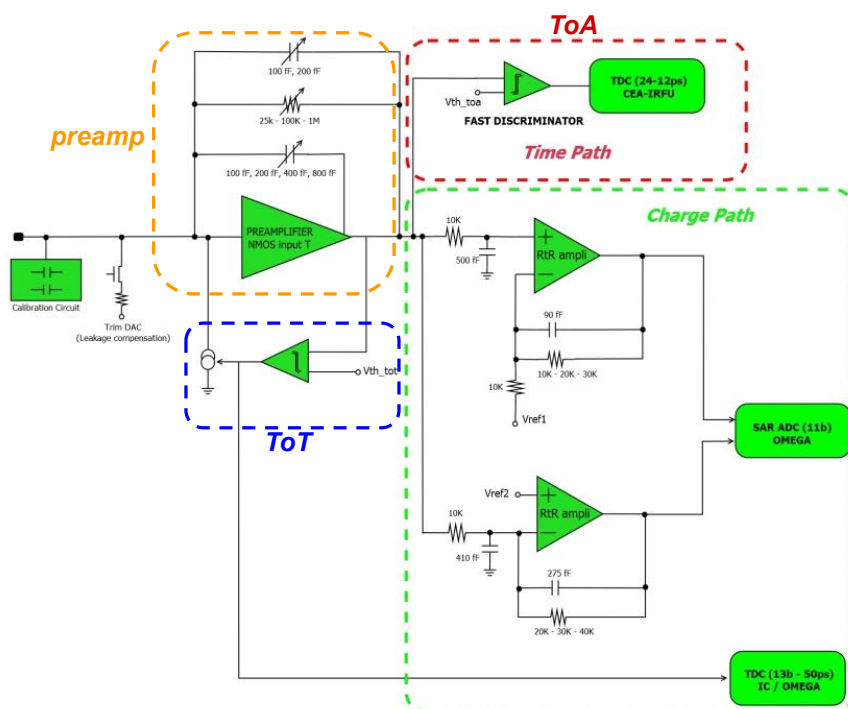 ToA
100 fF, 200 fF
TDC (24-12ps)
CEA-IRFU
Vth_toa
25k - 100K - 1M
FAST DISCRIMINATOR
preamp
Time Path
100 fF, 200 fF, 400 fF, 800 fF
Charge Path
10K
PREAMPLIFIER
NMOS input T
RtR ampli
500 fF
Calibration Circuit
Trim DAC
(Leakage compensation)
90 fF
Vth_tot
10K - 20K - 30K
10K
Vref1
SAR ADC (11b)
OMEGA
ToT
Vref2
10K
RtR ampli
410 fF
275 fF
20K - 30K - 40K
TDC (13b - 50ps)
IC / OMEGA